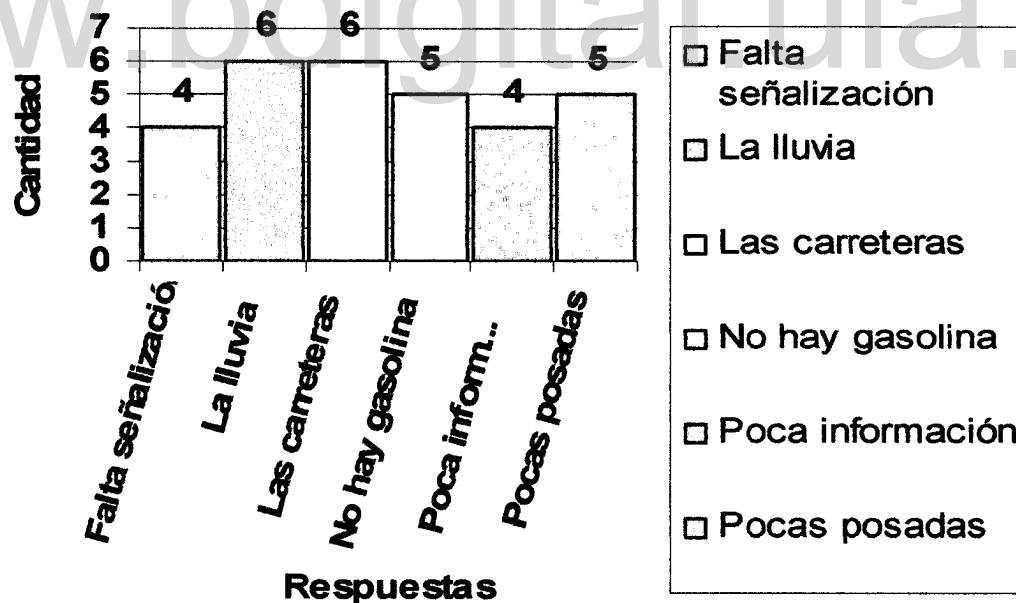 7
6
5
4
3
2
1
0
Cantidad
4
6
6
5
4
5
Falta señalizació
La lluvia
Las carreteras
No hay gasolina
Poca inform...
Pocas posadas
Respuestas
Falta
señalización
La lluvia
Las carreteras
No hay gasolina
Poca información
Pocas posadas